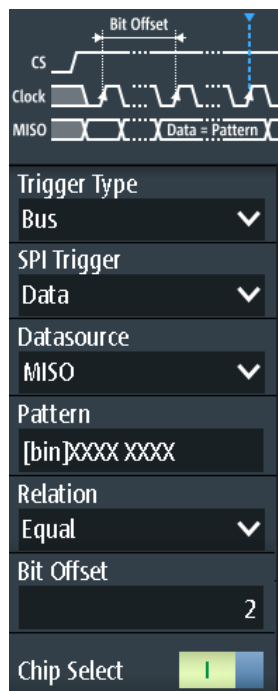 Bit Offset
CS
Clock
MISO
Data = Pattern
Trigger Type
Bus
SPI Trigger
Data
Datasource
MISO
Pattern
[bin]XXXX XXXX
Relation
Equal
Bit Offset
2
Chip Select
I